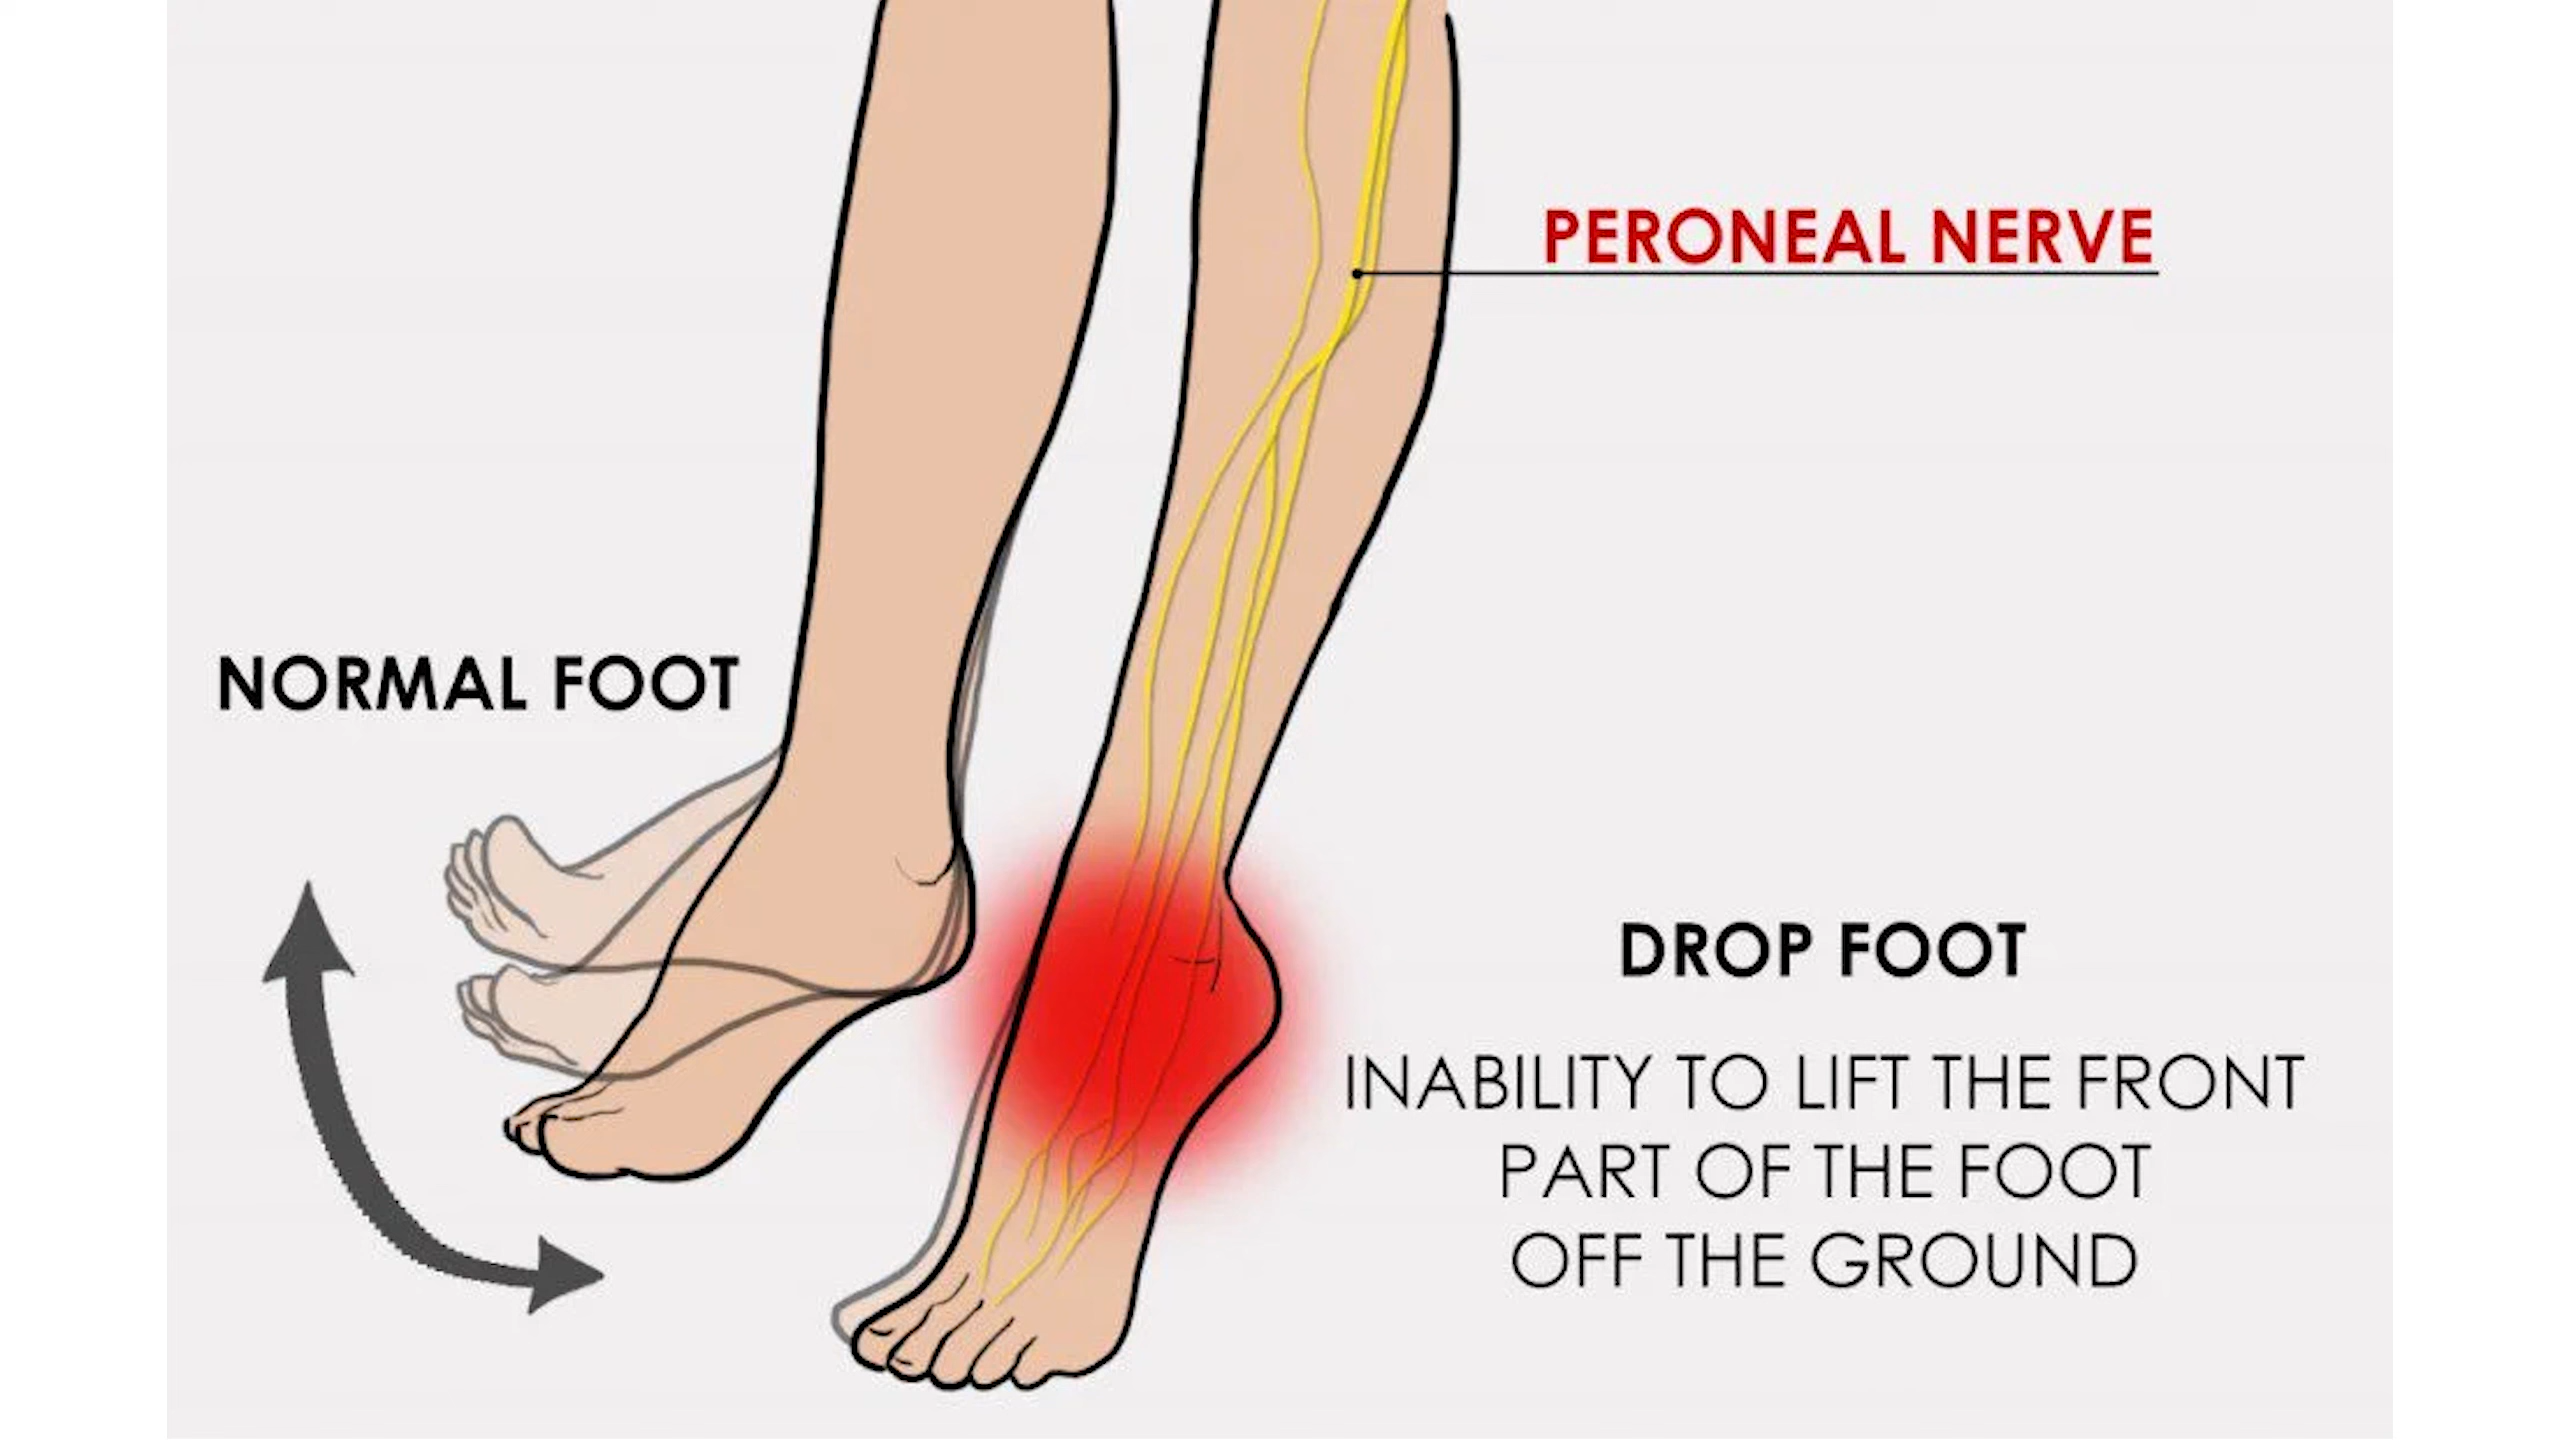 PERONEAL NERVE
NORMAL FOOT
DROP FOOT
INABILITY TO LIFT THE FRONT
PART OF THE FOOT
OFF THE GROUND